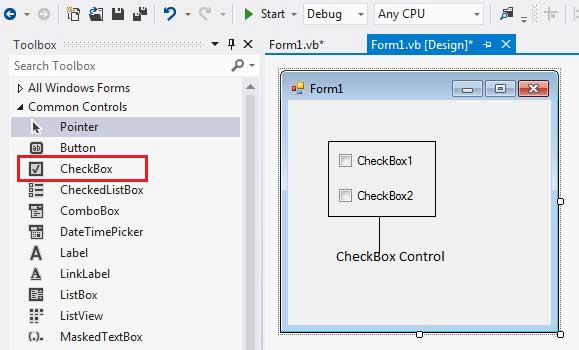 Start Debug Any CPU
Toolbox
Form1.vb* Form1.vb [Design]*
Search Toolbox
All Windows Forms
Common Controls
Pointer
Button
CheckBox
CheckedListBox
ComboBox
DateTimePicker
Label
LinkLabel
ListBox
ListView
MaskedTextBox
Form1
CheckBox1
CheckBox2
CheckBox Control